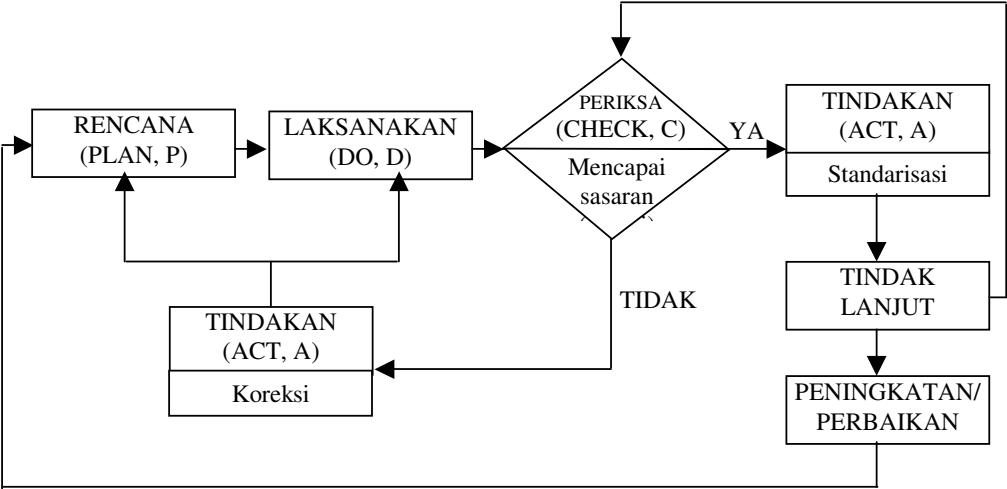 RENCANA
(PLAN, P)
LAKSANAKAN
(DO, D)
PERIKSA
(CHECK, C)
Mencapai
sasaran
YA
TINDAKAN
(ACT, A)
Standarisasi
TIDAK
TINDAK
LANJUT
TINDAKAN
(ACT, A)
Koreksi
PENINGKATAN/
PERBAIKAN